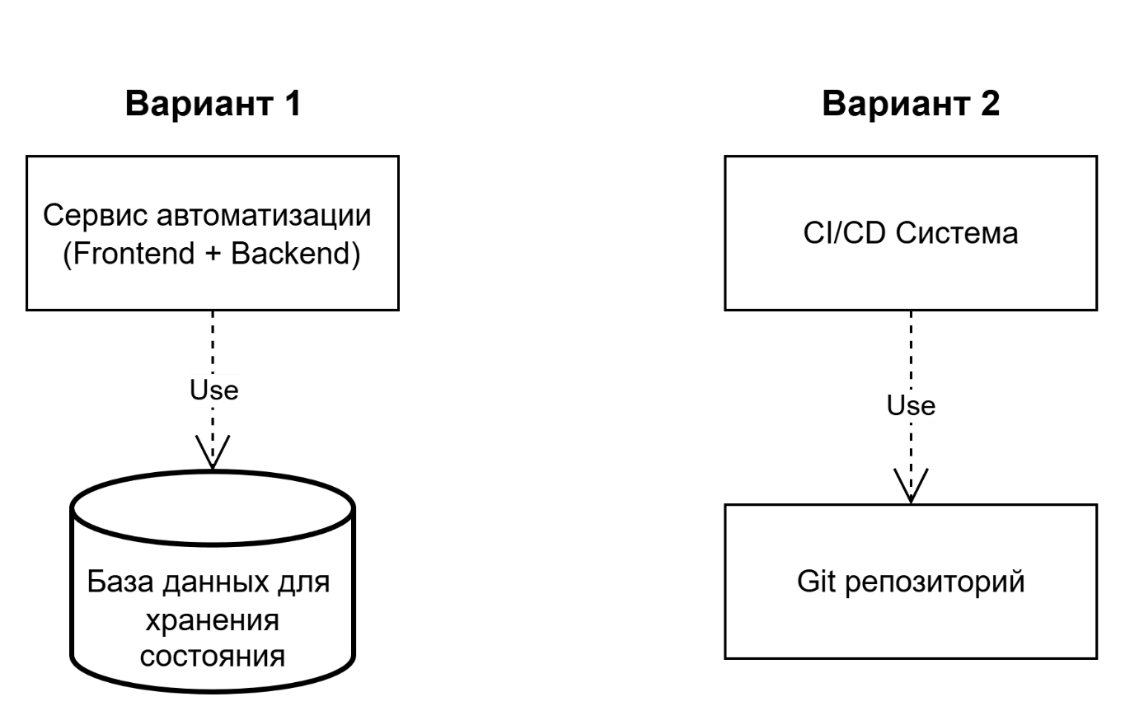 Вариант 1
Сервис автоматизации
(Frontend + Backend)
Use
База данных для
хранения
состояния
Вариант 2
CI/CD Система
Use
Git репозиторий